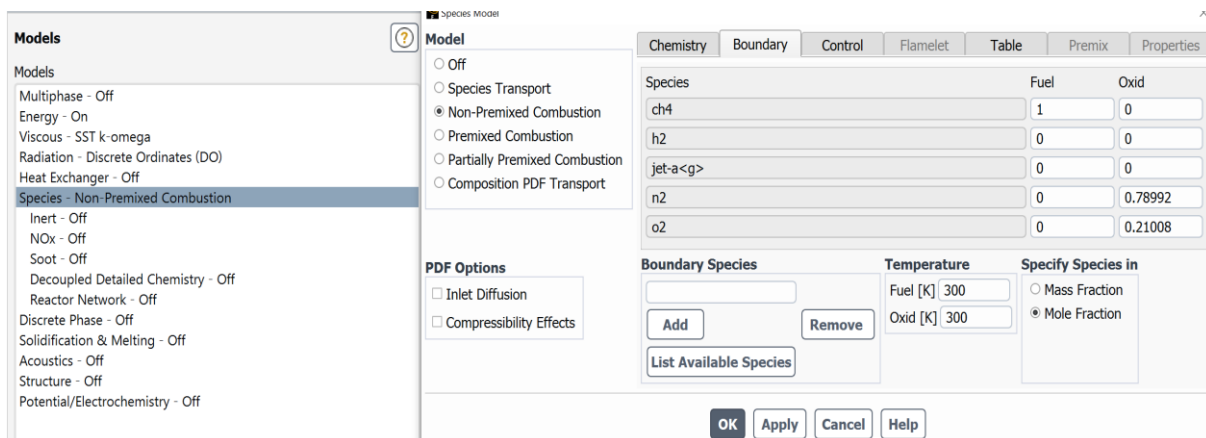 Models
?
Models
Multiphase - Off
Energy - On
Viscous - SST k-omega
Radiation - Discrete Ordinates (DO)
Heat Exchanger - Off
Species - Non-Premixed Combustion
Inert - Off
NOx - Off
Soot - Off
Decoupled Detailed Chemistry - Off
Reactor Network - Off
Discrete Phase - Off
Solidification & Melting - Off
Acoustics - Off
Structure - Off
Potential/Electrochemistry - Off
Species Model
Model
Off
Species Transport
Non-Premixed Combustion
Premixed Combustion
Partially Premixed Combustion
Composition PDF Transport
PDF Options
Inlet Diffusion
Compressibility Effects
Chemistry Boundary Control Flamelet Table Premix Properties
Species Fuel Oxid
ch4 1 0
h2 0 0
jet-a<g> 0 0
n2 0 0.78992
o2 0 0.21008
Boundary Species
Add Remove
List Available Species
Temperature
Fuel [K] 300
Oxid [K] 300
Specify Species in
Mass Fraction
Mole Fraction
OK Apply Cancel Help